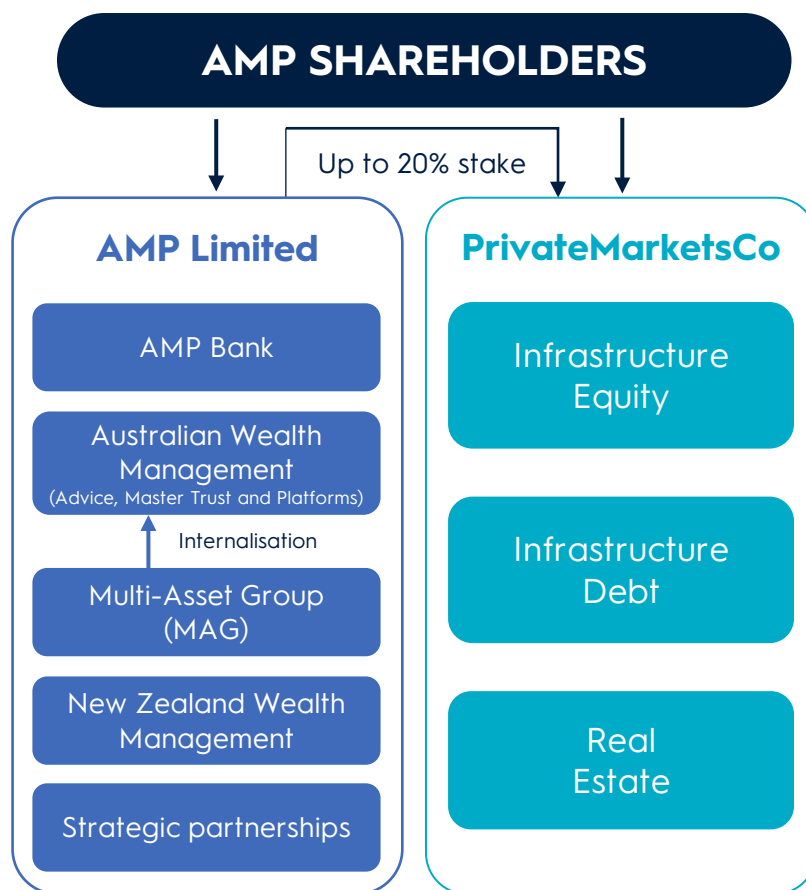 AMP SHAREHOLDERS
Up to 20% stake
AMP Limited
AMP Bank
Australian Wealth
Management
(Advice, Master Trust and Platforms)
Internalisation
Multi-Asset Group
(MAG)
New Zealand Wealth
Management
Strategic partnerships
PrivateMarketsCo
Infrastructure
Equity
Infrastructure
Debt
Real
Estate